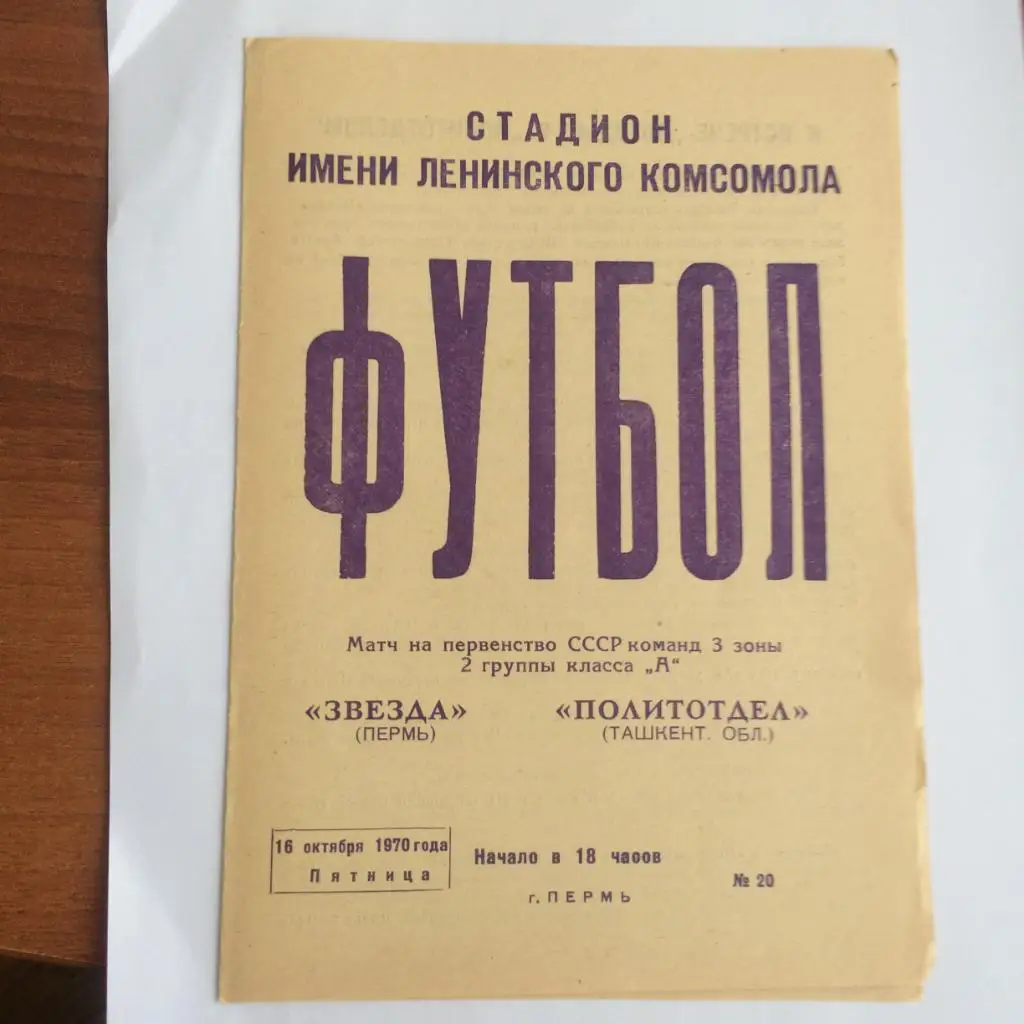 СТАДИОН
ИМЕНИ ЛЕНИНСКОГО КОМСОМОЛА
ФУТБОЛ
Матч на первенство СССР команд 3 зоны
2 группы класса „А“
«ЗВЕЗДА» «ПОЛИТОТДЕЛ»
(ПЕРМЬ) (ТАШКЕНТ. ОБЛ.)
16 октября 1970 года
Пятница
Начало в 18 часов
г. ПЕРМЬ
№ 20